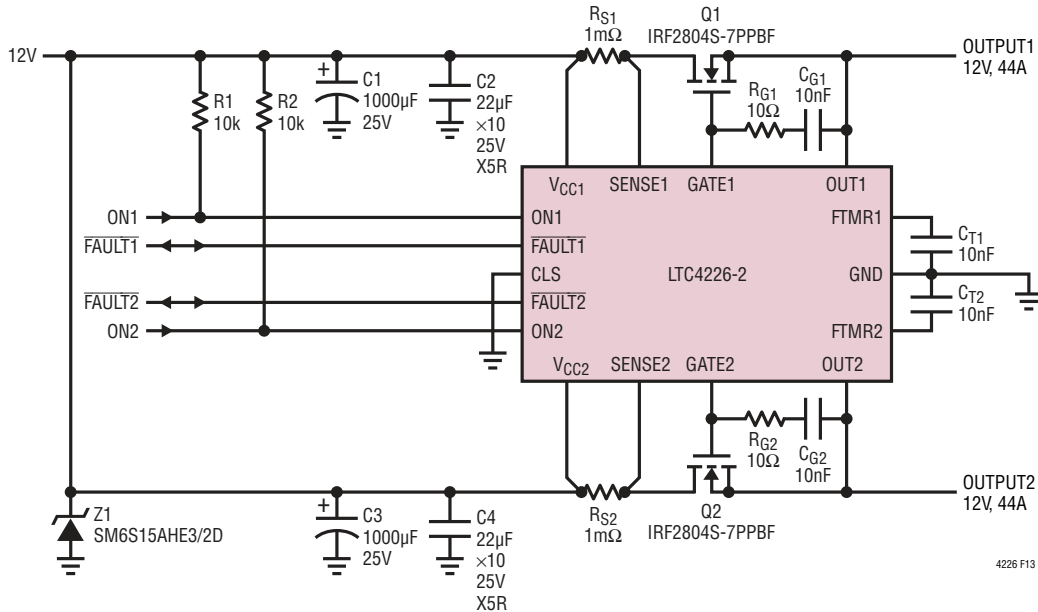 12V
R1
10k
R2
10k
+
C1
1000µF
25V
C2
22µF
×10
25V
X5R
RS1
1mΩ
Q1
IRF2804S-7PPBF
RG1
10Ω
CG1
10nF
OUTPUT1
12V, 44A
VCC1
SENSE1
GATE1
OUT1
ON1
FAULT1
CLS
FAULT2
ON2
LTC4226-2
FTMR1
GND
FTMR2
VCC2
SENSE2
GATE2
OUT2
ON1
FAULT1
FAULT2
ON2
CT1
10nF
CT2
10nF
RG2
10Ω
CG2
10nF
Z1
SM6S15AHE3/2D
+
C3
1000µF
25V
C4
22µF
×10
25V
X5R
RS2
1mΩ
Q2
IRF2804S-7PPBF
OUTPUT2
12V, 44A
4226 F13